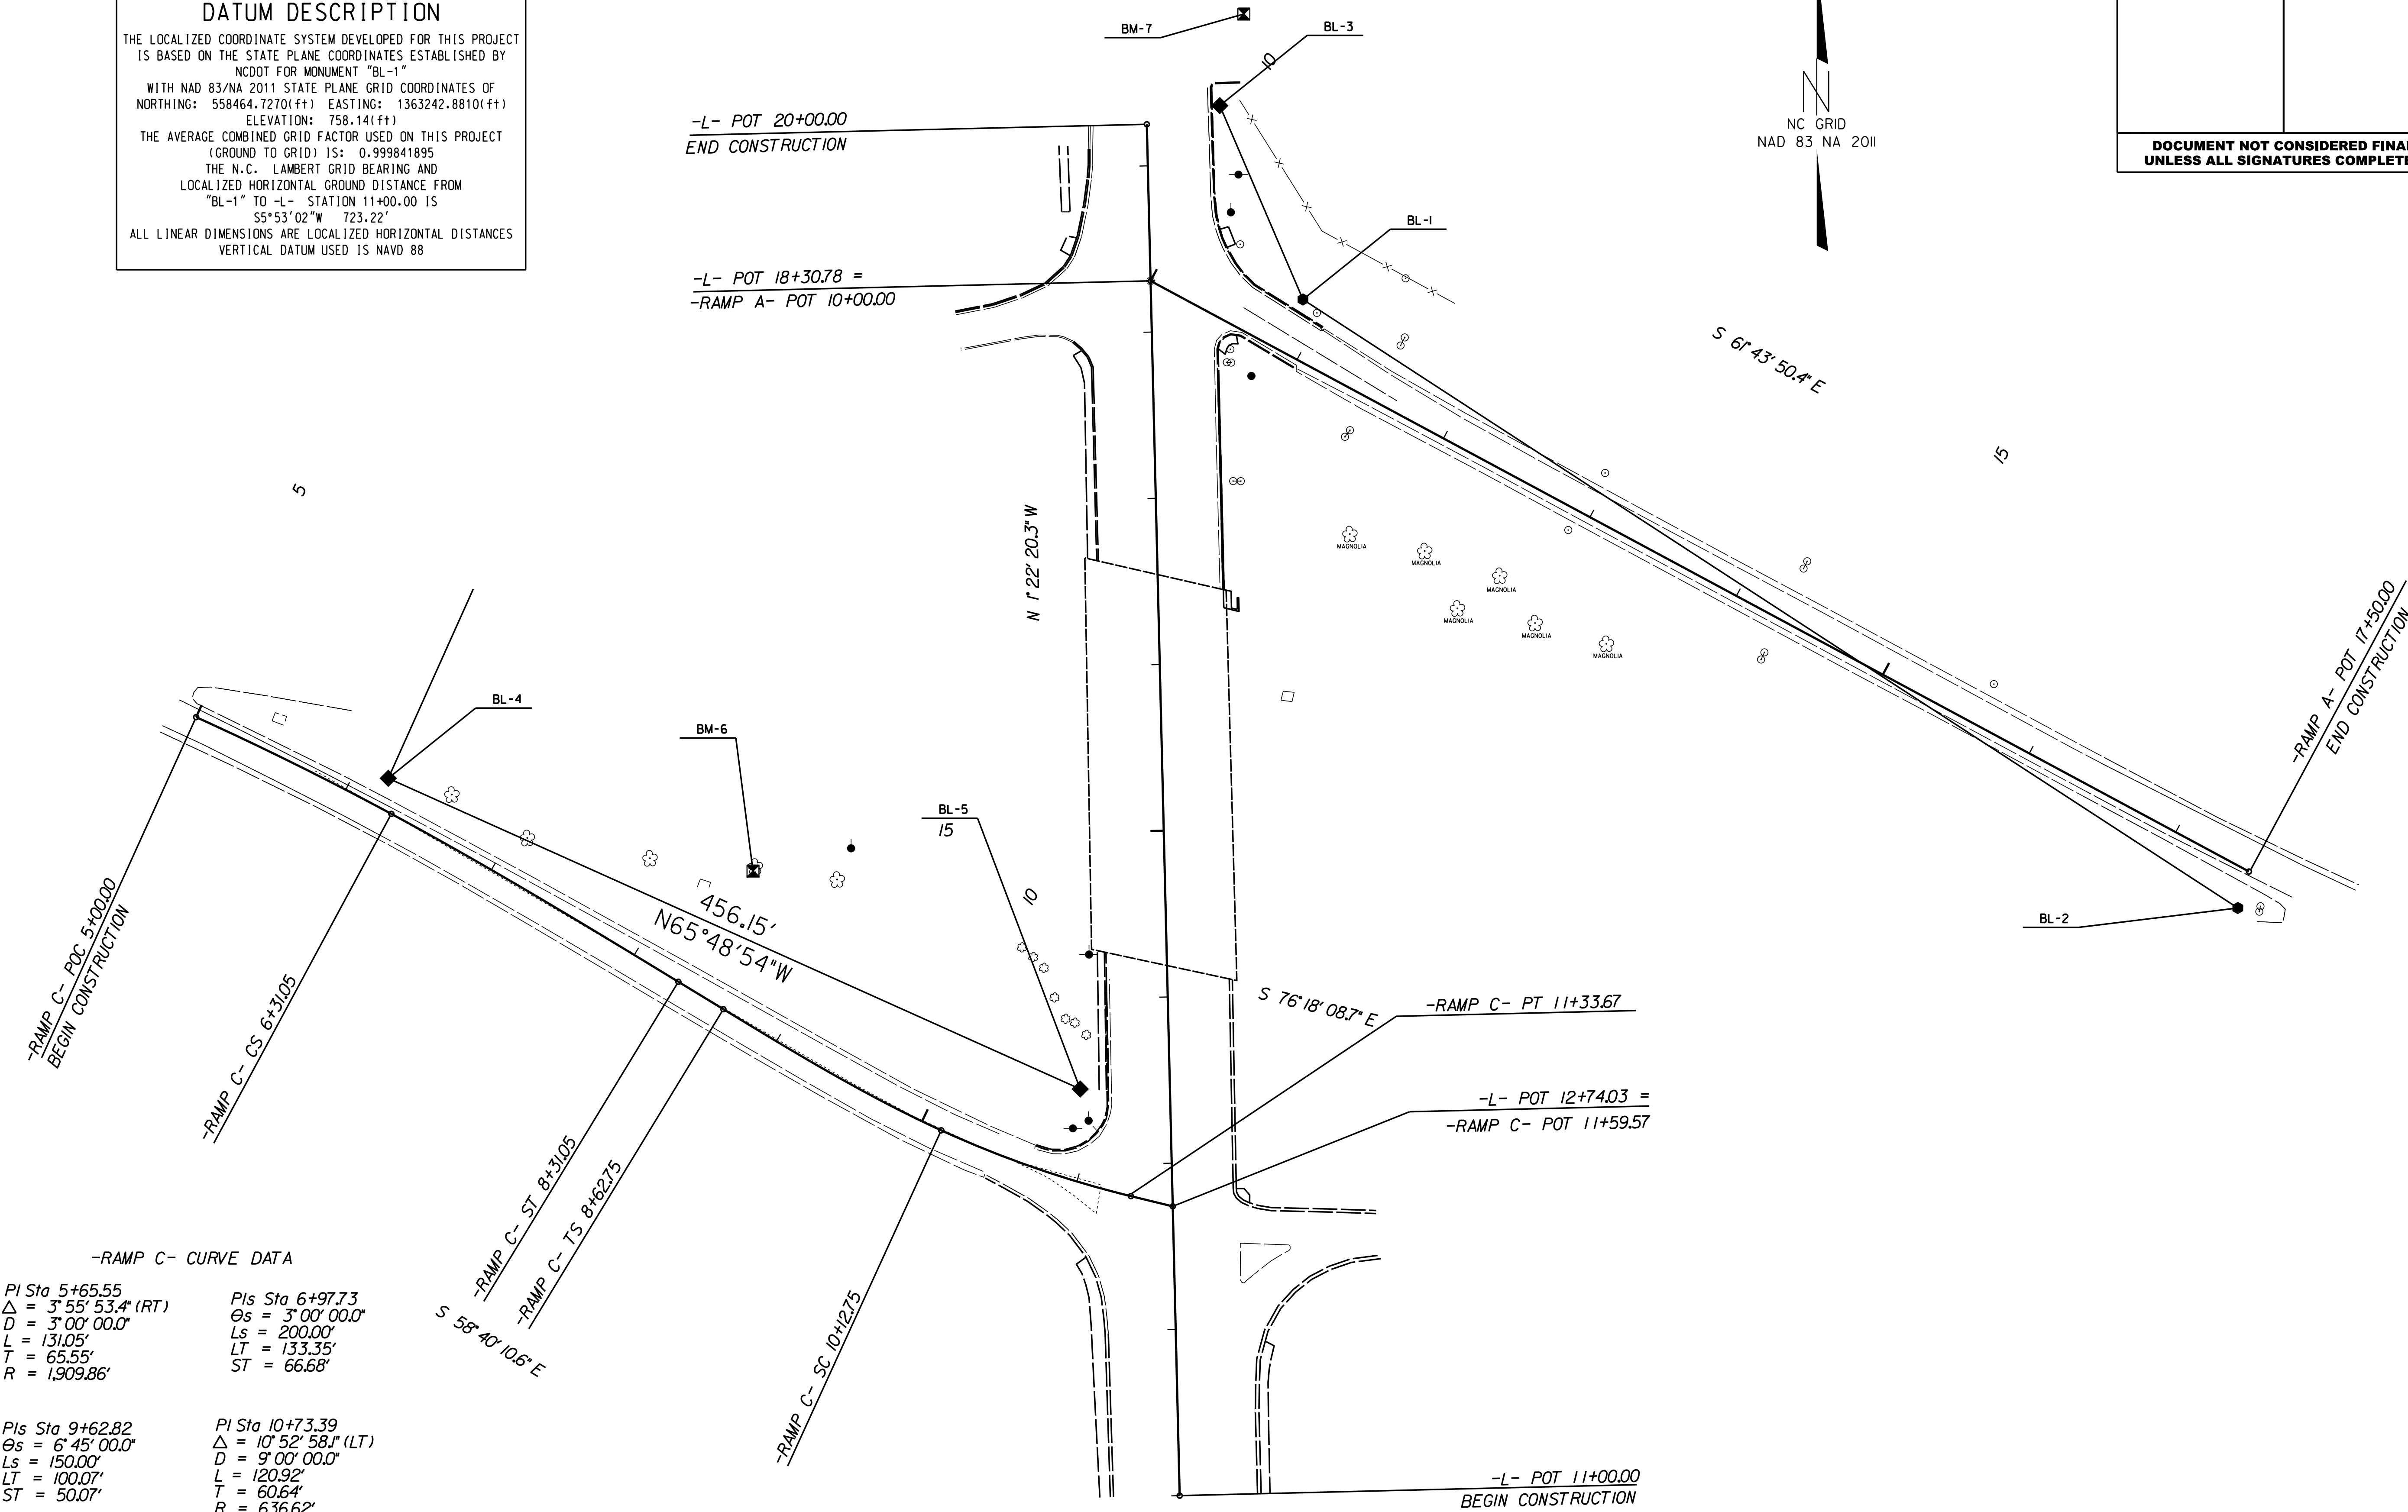 DATUM DESCRIPTION
THE LOCALIZED COORDINATE SYSTEM DEVELOPED FOR THIS PROJECT
IS BASED ON THE STATE PLANE COORDINATES ESTABLISHED BY
NCDOT FOR MONUMENT "BL-1"
WITH NAD 83/NA 2011 STATE PLANE GRID COORDINATES OF
NORTHING: 558464.7270(ft) EASTING: 1363242.8810(ft)
ELEVATION: 758.14(ft)
THE AVERAGE COMBINED GRID FACTOR USED ON THIS PROJECT
(GROUND TO GRID) IS: 0.999841895
THE N.C. LAMBERT GRID BEARING AND
LOCALIZED HORIZONTAL GROUND DISTANCE FROM
"BL-1" TO -L- STATION 11+00.00 IS
S5°53'02"W 723.22'
ALL LINEAR DIMENSIONS ARE LOCALIZED HORIZONTAL DISTANCES
VERTICAL DATUM USED IS NAVD 88
BM-7
BL-3
10
-L- POT 20+00.00
END CONSTRUCTION
BL-1
-L- POT 18+30.78 =
-RAMP A- POT 10+00.00
N
NC GRID
NAD 83 NA 2011
DOCUMENT NOT CONSIDERED FINA
UNLESS ALL SIGNATURES COMPLETE
S 61°43'50.4" E
15
5
N 1°22'20.3" W
MAGNOLIA
MAGNOLIA
MAGNOLIA
MAGNOLIA
MAGNOLIA
MAGNOLIA
-RAMP A- POT 17+50.00
END CONSTRUCTION
BL-4
BM-6
BL-5
15
10
456.15'
N65°48'54"W
BL-2
-RAMP C- POC 5+00.00
BEGIN CONSTRUCTION
-RAMP C- CS 6+31.05
-RAMP C- ST 8+31.05
-RAMP C- TS 8+62.75
S 58°40'10.6" E
-RAMP C- SC 10+12.75
S 76°18'08.7" E
-RAMP C- PT 11+33.67
-L- POT 12+74.03 =
-RAMP C- POT 11+59.57
-L- POT 11+00.00
BEGIN CONSTRUCTION
-RAMP C- CURVE DATA
PI Sta 5+65.55
△ = 3°55'53.4" (RT)
D = 3°00'00.0"
L = 131.05'
T = 65.55'
R = 1,909.86'
PIs Sta 6+97.73
Θs = 3°00'00.0"
Ls = 200.00'
LT = 133.35'
ST = 66.68'
PIs Sta 9+62.82
Θs = 6°45'00.0"
Ls = 150.00'
LT = 100.07'
ST = 50.07'
PI Sta 10+73.39
△ = 10°52'58.1" (LT)
D = 9°00'00.0"
L = 120.92'
T = 60.64'
R = 636.62'